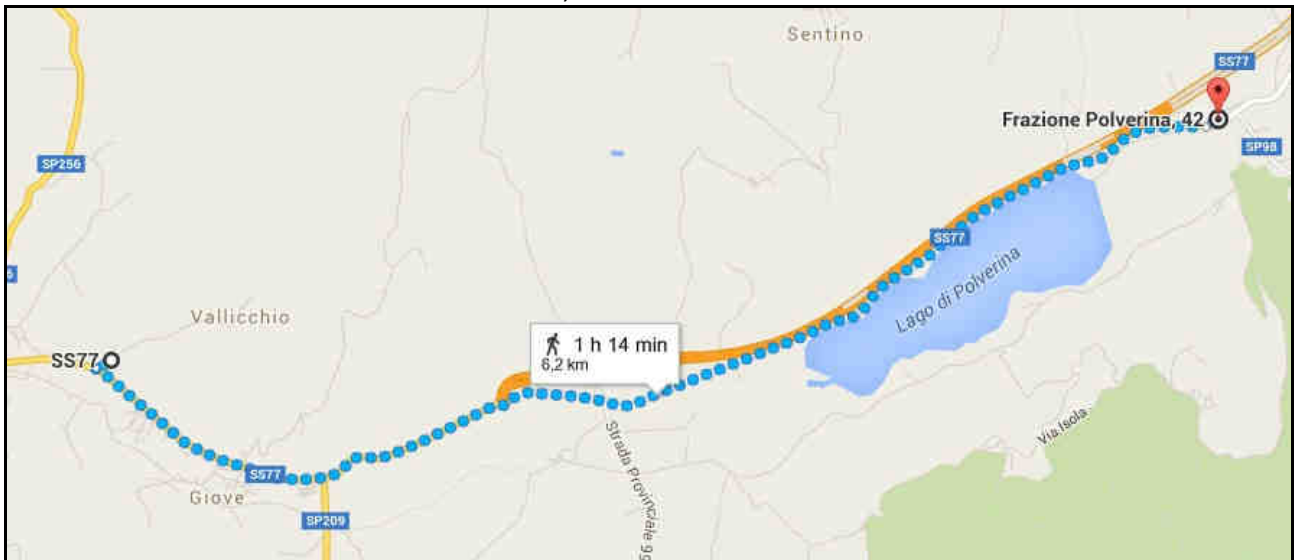 Sentino
SS77
Frazione Polverina, 42
SP98
SP256
SS77
Lago di Polverina
Vallicchio
1 h 14 min
6,2 km
SS77
Via Isola
Strada Provinciale 99
SS77
Giove
SP209